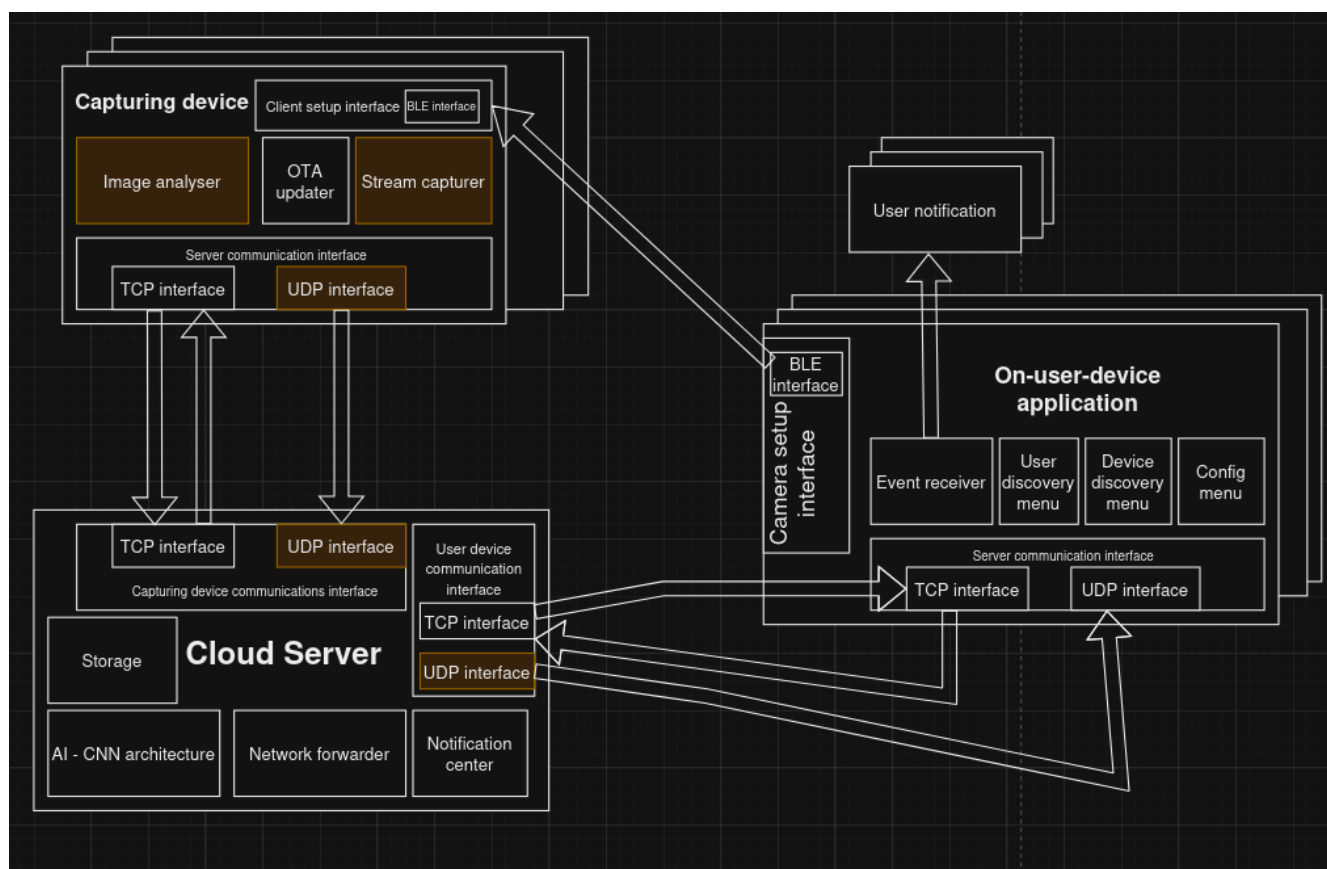 Capturing device
Client setup interface
BLE interface
Image analyser
OTA
updater
Stream capturer
Server communication interface
TCP interface
UDP interface
User notification
BLE
interface
Camera setup
interface
On-user-device
application
Event receiver
User
discovery
menu
Device
discovery
menu
Config
menu
Server communication interface
TCP interface
UDP interface
TCP interface
UDP interface
Capturing device communications interface
User device
communication
interface
TCP interface
UDP interface
Storage
Cloud Server
AI - CNN architecture
Network forwarder
Notification
center